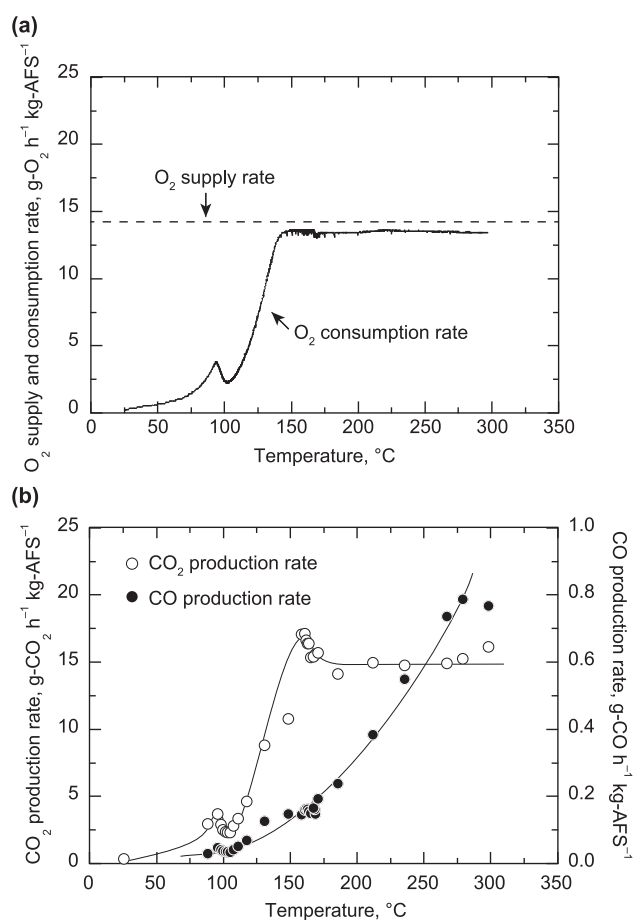 (a)
O₂ supply and consumption rate, g-O₂ h⁻¹ kg-AFS⁻¹
25
20
15
10
5
0
O₂ supply rate
O₂ consumption rate
0 50 100 150 200 250 300 350
Temperature, °C
(b)
CO₂ production rate, g-CO₂ h⁻¹ kg-AFS⁻¹
25
20
15
10
5
0
CO₂ production rate
CO production rate
1.0
0.8
0.6
0.4
0.2
0.0
CO production rate, g-CO h⁻¹ kg-AFS⁻¹
0 50 100 150 200 250 300 350
Temperature, °C